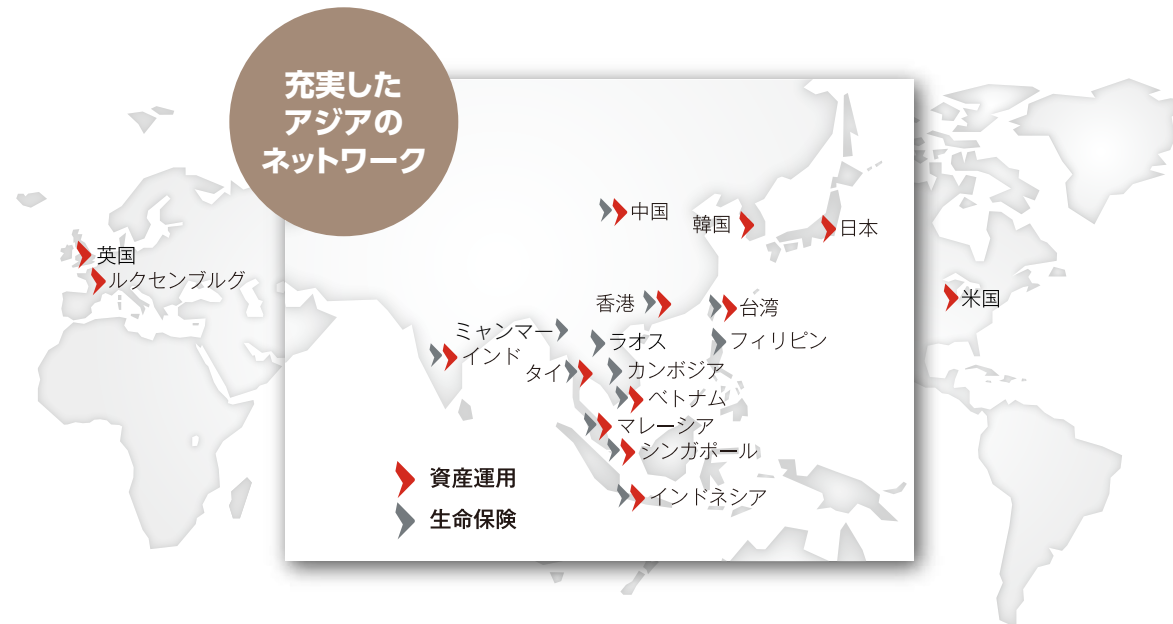 充実した
アジアの
ネットワーク
英国
ルクセンブルグ
中国
韓国
日本
香港
台湾
米国
ミャンマー
ラオス
フィリピン
インド
タイ
カンボジア
ベトナム
マレーシア
シンガポール
インドネシア
資産運用
生命保険